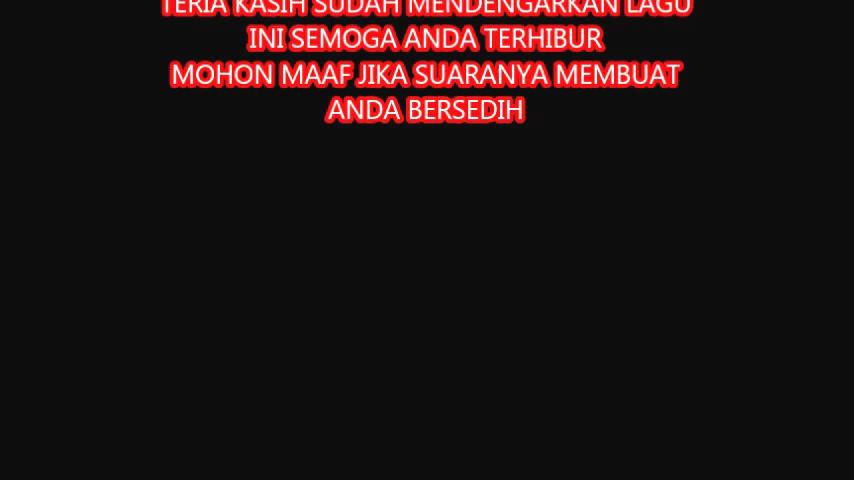 TERIA KASIH SUDAH MENDENGARKAN LAGU
INI SEMOGA ANDA TERHIBUR
MOHON MAAF JIKA SUARANYA MEMBUAT
ANDA BERSEDIH